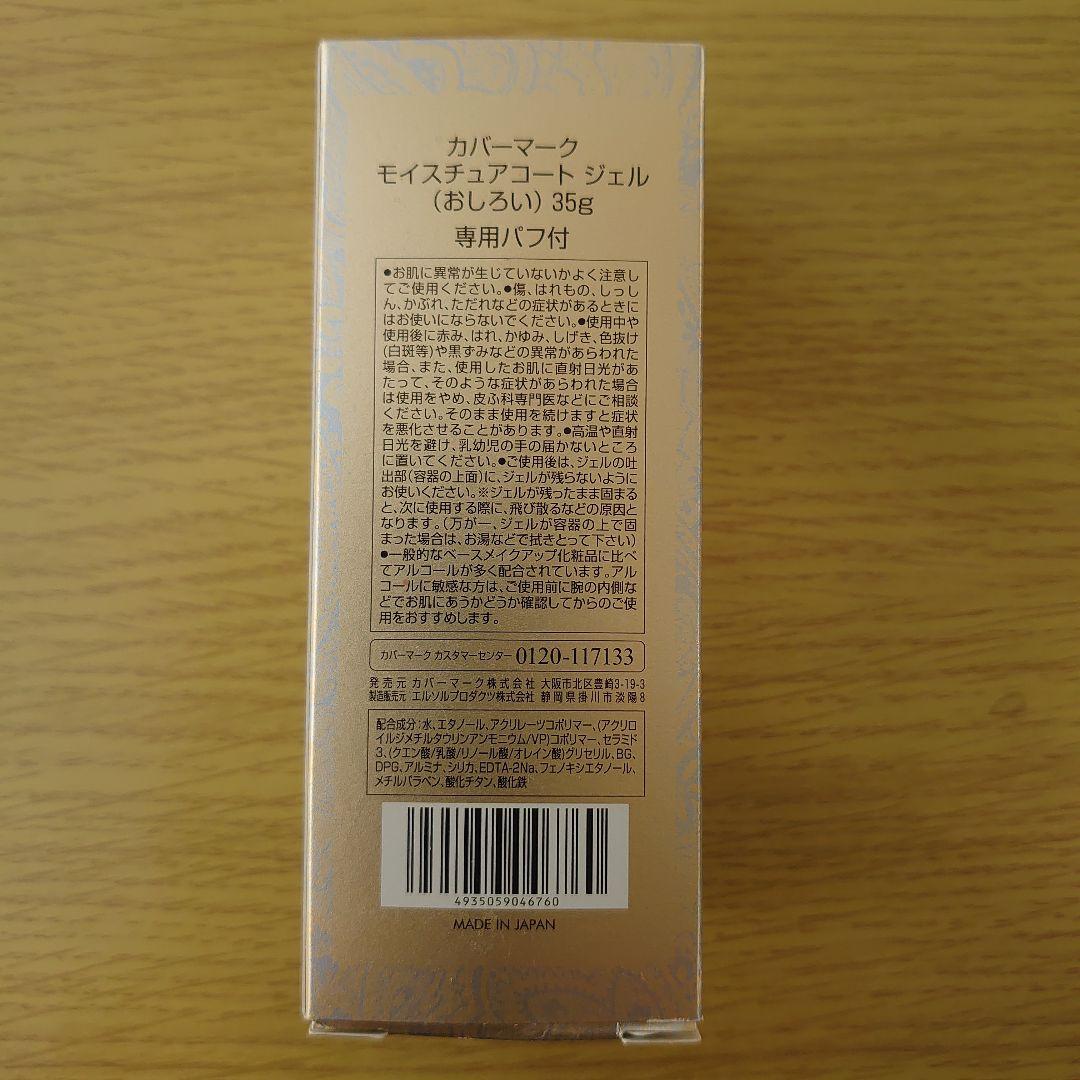 カバーマーク
モイスチュアコート ジェル
(おしろい) 35g
専用パフ付
●お肌に異常が生じていないかよく注意し
てご使用ください。●傷、はれもの、しっし
ん、かぶれ、ただれなどの症状があるときに
はお使いにならないでください。●使用中や
使用後に赤み、はれ、かゆみ、しげき、色抜け
(白斑等)や黒ずみなどの異常があらわれた
場合、また、使用したお肌に直射日光があ
たって、そのような症状があらわれた場合
は使用をやめ、皮ふ科専門医などにご相談
ください。そのまま使用を続けますと症状
を悪化させることがあります。●高温や直射
日光を避け、乳幼児の手の届かないところ
に置いてください。●ご使用後は、ジェルの吐
出部(容器の上面)に、ジェルが残らないように
お使いください。※ジェルが残ったまま固まる
と、次に使用する際に、飛び散るなどの原因と
なります。(万が一、ジェルが容器の上で固
まった場合は、お湯などで拭きとって下さい)
●一般的なベースメイクアップ化粧品に比べ
てアルコールが多く配合されています。アル
コールに敏感な方は、ご使用前に腕の内側な
どでお肌にあうかどうか確認してからのご使
用をおすすめします。
カバーマーク カスタマーセンター 0120-117133
発売元 カバーマーク株式会社 大阪市北区豊崎3-19-3
製造販売元 エルソルプロダクツ株式会社 静岡県掛川市淡陽8
配合成分:水、エタノール、アクリレーツコポリマー、(アクリロ
イルジメチルタウリンアンモニウム/VP)コポリマー、セラミド
3、(クエン酸/乳酸/リノール酸/オレイン酸)グリセリル、BG、
DPG、アルミナ、シリカ、EDTA-2Na、フェノキシエタノール、
メチルパラベン、酸化チタン、酸化鉄
4935059046760
MADE IN JAPAN